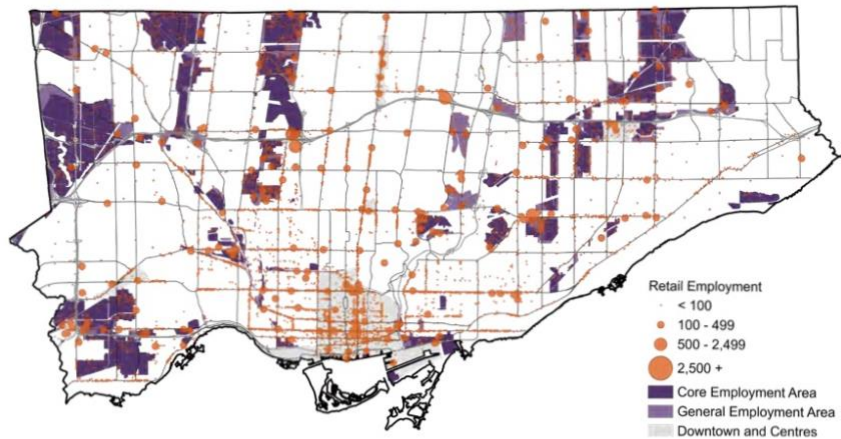 Retail Employment
< 100
100 - 499
500 - 2,499
2,500 +
Core Employment Area
General Employment Area
Downtown and Centres